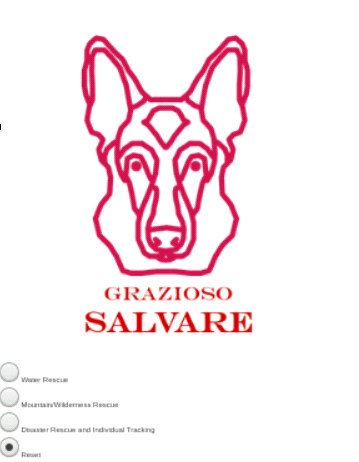 GRAZIOSO
SALVARE
Water Rescue
Mountain/Wilderness Rescue
Disaster Rescue and Individual Tracking
Reset